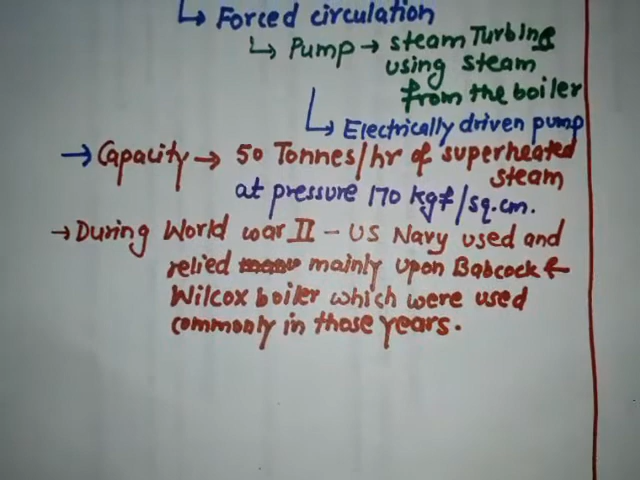 ↳ Forced circulation
↳ Pump → steam Turbine
using steam
from the boiler
↳ Electrically driven pump
→ Capacity → 50 Tonnes/hr of superheated
steam
at pressure 170 kgf/sq.cm.
→ During World war II - US Navy used and
relied mainly upon Babcock &
Wilcox boiler which were used
commonly in those years.